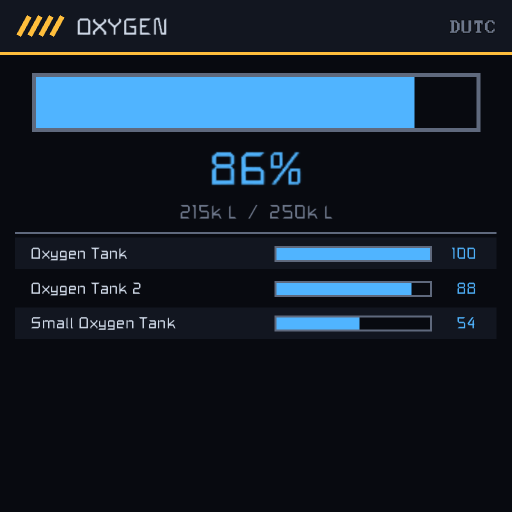 OXYGEN DUTC
86%
215k L / 250k L
Oxygen Tank 100
Oxygen Tank 2 88
Small Oxygen Tank 54